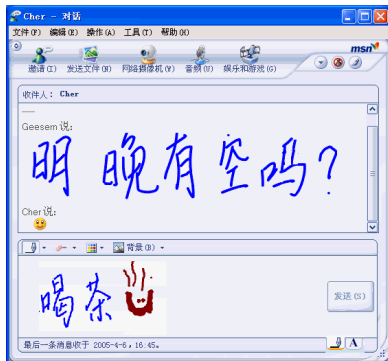 Cher - 对话
文件(F) 编辑(E) 操作(A) 工具(T) 帮助(H)
msn
邀请(I) 发送文件(N) 网络摄像机(W) 音频(U) 娱乐和游戏(G)
收件人： Cher
Geesem 说:
明晚有空吗？
Cher 说:
背景(B)
喝茶
发送(S)
最后一条消息收于 2005-4-6，16:45。
A